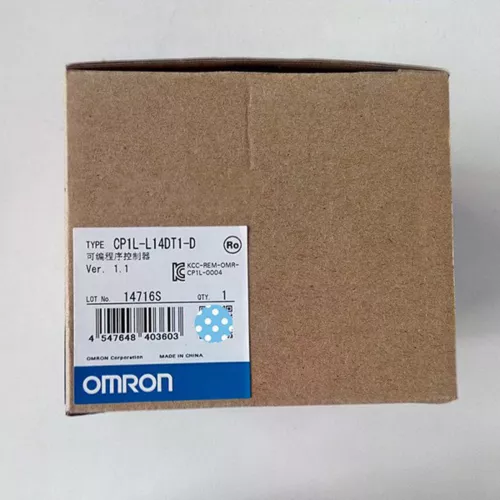 TYPE CP1L-L14DT1-D
可编程序控制器
Ver. 1.1
Ro
KCC-REM-OMR-
CP1L-0004
LOT No. 14716S QTY. 1
4 547648 403603
OMRON Corporation MADE IN CHINA
OMRON